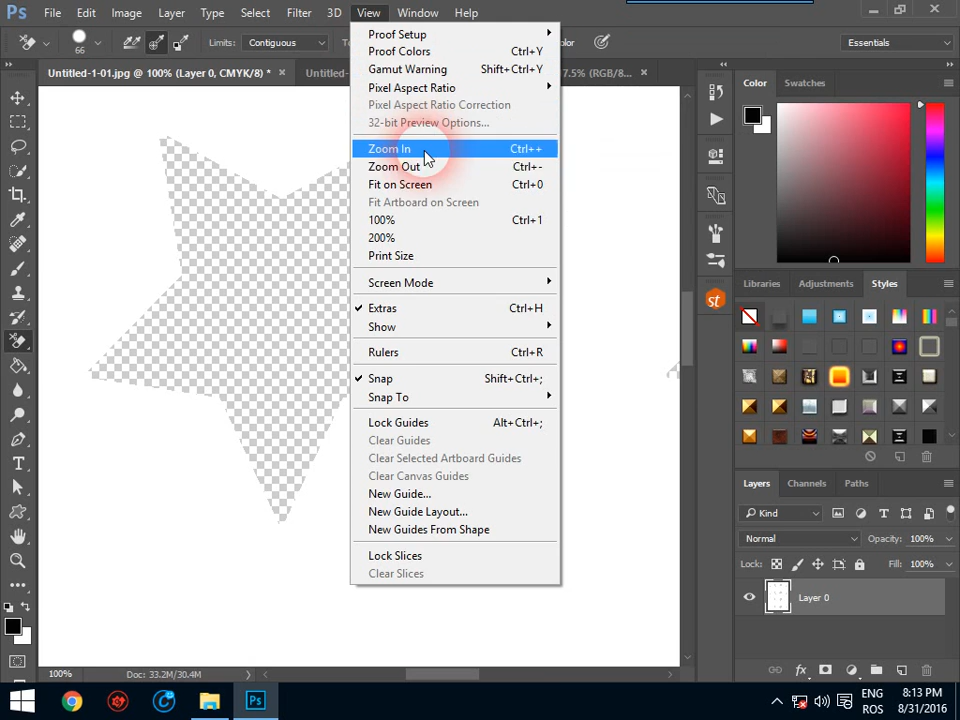 Ps File Edit Image Layer Type Select Filter 3D View Window Help
66 Limits: Contiguous Essentials
Untitled-1-01.jpg @ 100% (Layer 0, CMYK/8) * × 7.5% (RGB/8... ×
Proof Setup
Proof Colors Ctrl+Y
Gamut Warning Shift+Ctrl+Y
Pixel Aspect Ratio
Pixel Aspect Ratio Correction
32-bit Preview Options...
Zoom In Ctrl++
Zoom Out Ctrl+-
Fit on Screen Ctrl+0
Fit Artboard on Screen
100% Ctrl+1
200%
Print Size
Screen Mode
Extras Ctrl+H
Show
Rulers Ctrl+R
Snap Shift+Ctrl+;
Snap To
Lock Guides Alt+Ctrl+;
Clear Guides
Clear Selected Artboard Guides
Clear Canvas Guides
New Guide...
New Guide Layout...
New Guides From Shape
Lock Slices
Clear Slices
Color Swatches
st
Libraries Adjustments Styles
Layers Channels Paths
Kind
Normal Opacity: 100%
Lock: Fill: 100%
Layer 0
fx
100% Doc: 33.2M/30.4M
Ps
ENG 8:13 PM
ROS 8/31/2016